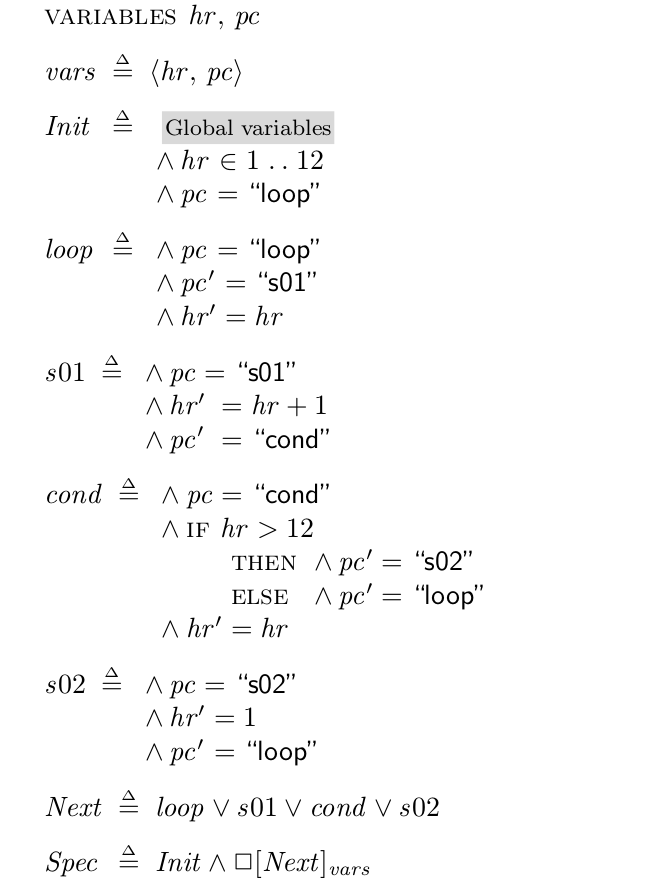 VARIABLES hr, pc
vars ≜ ⟨hr, pc⟩
Init ≜ Global variables
∧ hr ∈ 1 . . 12
∧ pc = “loop”
loop ≜ ∧ pc = “loop”
∧ pc′ = “s01”
∧ hr′ = hr
s01 ≜ ∧ pc = “s01”
∧ hr′ = hr + 1
∧ pc′ = “cond”
cond ≜ ∧ pc = “cond”
∧ IF hr > 12
THEN ∧ pc′ = “s02”
ELSE ∧ pc′ = “loop”
∧ hr′ = hr
s02 ≜ ∧ pc = “s02”
∧ hr′ = 1
∧ pc′ = “loop”
Next ≜ loop ∨ s01 ∨ cond ∨ s02
Spec ≜ Init ∧ □[Next]vars